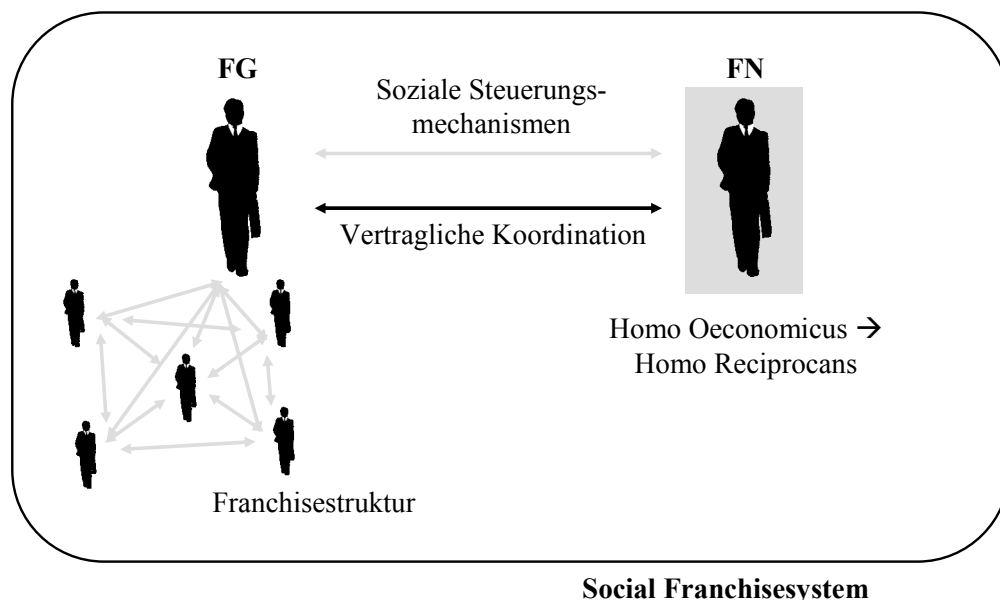 FG
FN
Soziale Steuerungs-
mechanismen
Vertragliche Koordination
Homo Oeconomicus →
Homo Reciprocans
Franchisestruktur
Social Franchisesystem